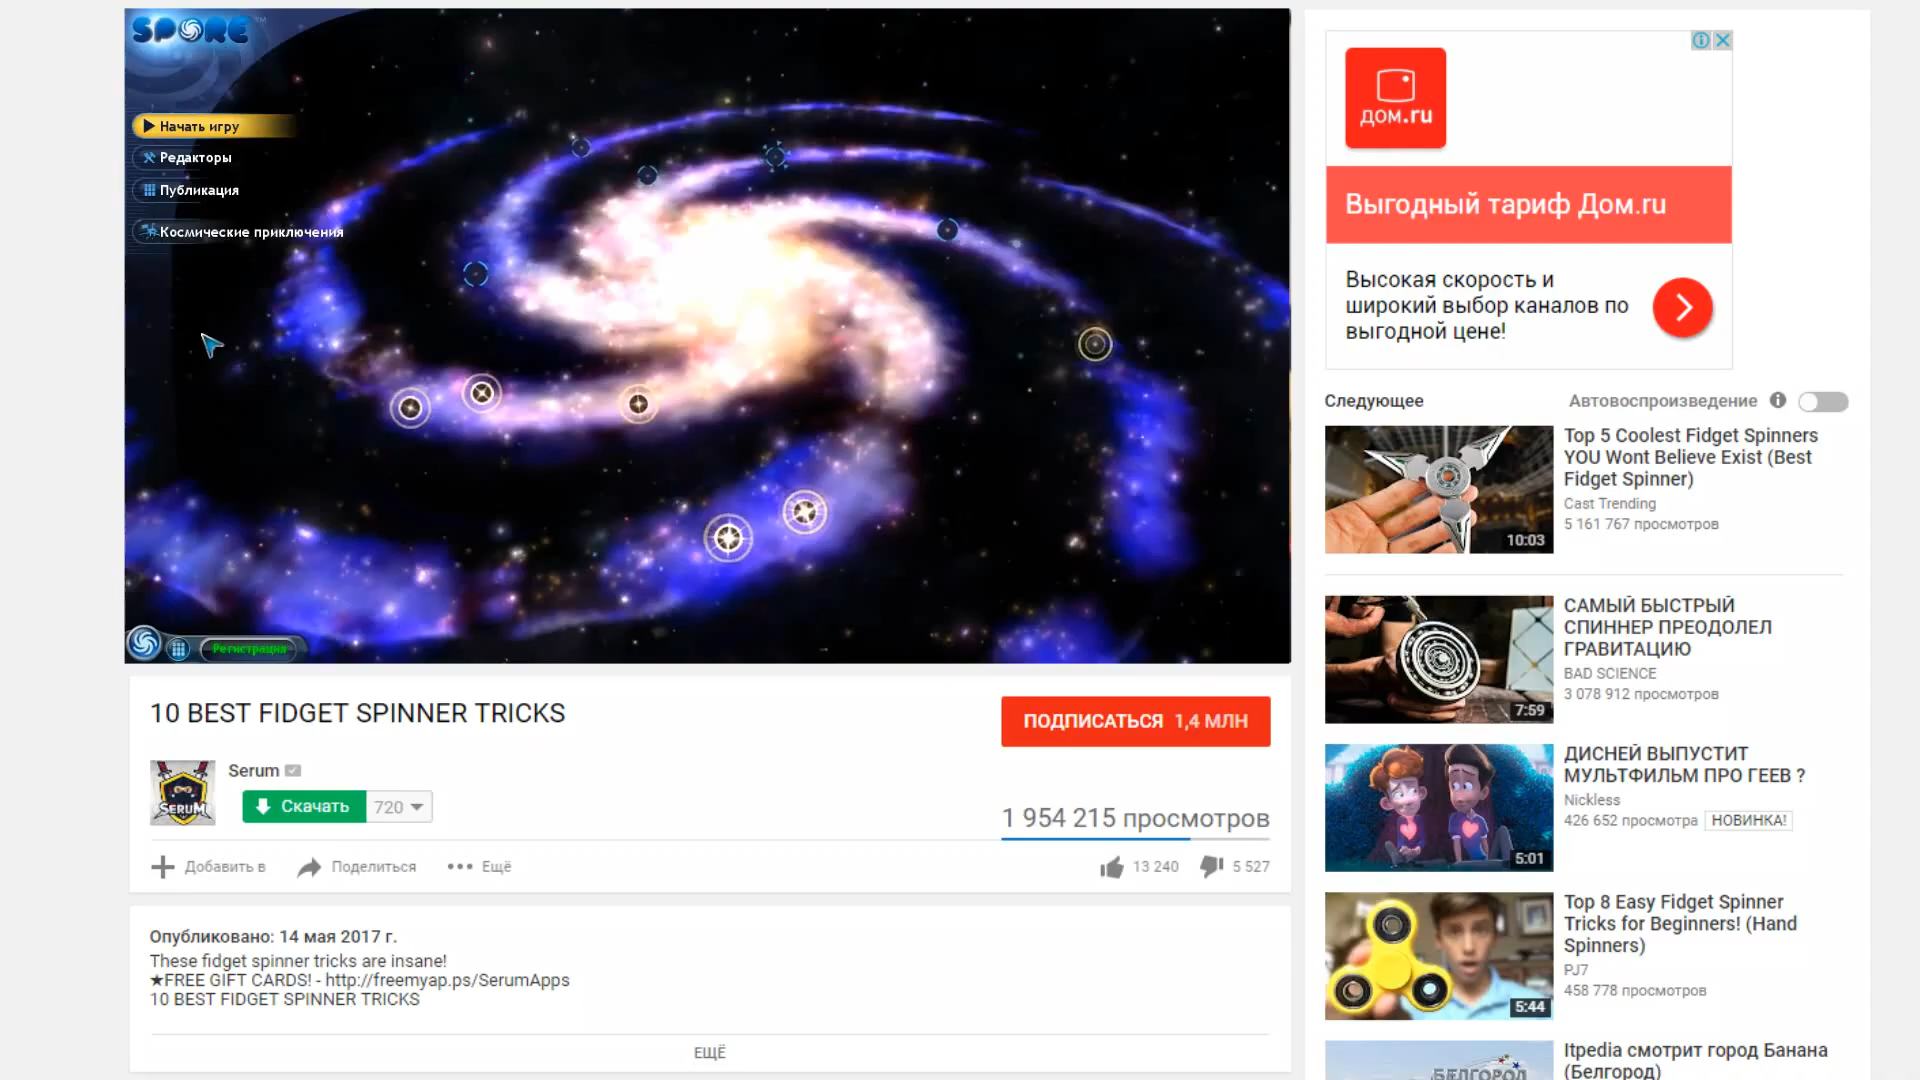 SPORE
Начать игру
Редакторы
Публикация
Космические приключения
Регистрация
10 BEST FIDGET SPINNER TRICKS
ПОДПИСАТЬСЯ 1,4 МЛН
SERUM
Serum
Скачать 720
1 954 215 просмотров
Добавить в
Поделиться
Ещё
13 240
5 527
Опубликовано: 14 мая 2017 г.
These fidget spinner tricks are insane!
★FREE GIFT CARDS! - http://freemyap.ps/SerumApps
10 BEST FIDGET SPINNER TRICKS
ЕЩЁ
дом.ru
Выгодный тариф Дом.ru
Высокая скорость и
широкий выбор каналов по
выгодной цене!
Следующее
Автовоспроизведение
10:03
Top 5 Coolest Fidget Spinners
YOU Wont Believe Exist (Best
Fidget Spinner)
Cast Trending
5 161 767 просмотров
7:59
САМЫЙ БЫСТРЫЙ
СПИННЕР ПРЕОДОЛЕЛ
ГРАВИТАЦИЮ
BAD SCIENCE
3 078 912 просмотров
5:01
ДИСНЕЙ ВЫПУСТИТ
МУЛЬТФИЛЬМ ПРО ГЕЕВ ?
Nickless
426 652 просмотра НОВИНКА!
5:44
Top 8 Easy Fidget Spinner
Tricks for Beginners! (Hand
Spinners)
PJ7
458 778 просмотров
БЕЛГОРОД
Itpedia смотрит город Банана
(Белгород)